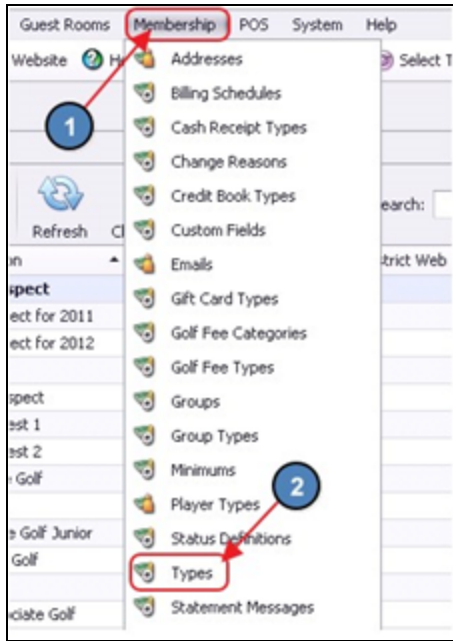 Guest Rooms Membership POS System Help
Website Addresses Select T
Billing Schedules
1 Cash Receipt Types
Change Reasons
Credit Book Types earch:
Refresh Custom Fields
Emails strict Web
spect Gift Card Types
ect for 2011
ect for 2012 Golf Fee Categories
Golf Fee Types
spect Groups
est 1
est 2 Group Types
Golf Minimums 2
Player Types
Golf Junior Status Definitions
Golf
Types
ciate Golf Statement Messages